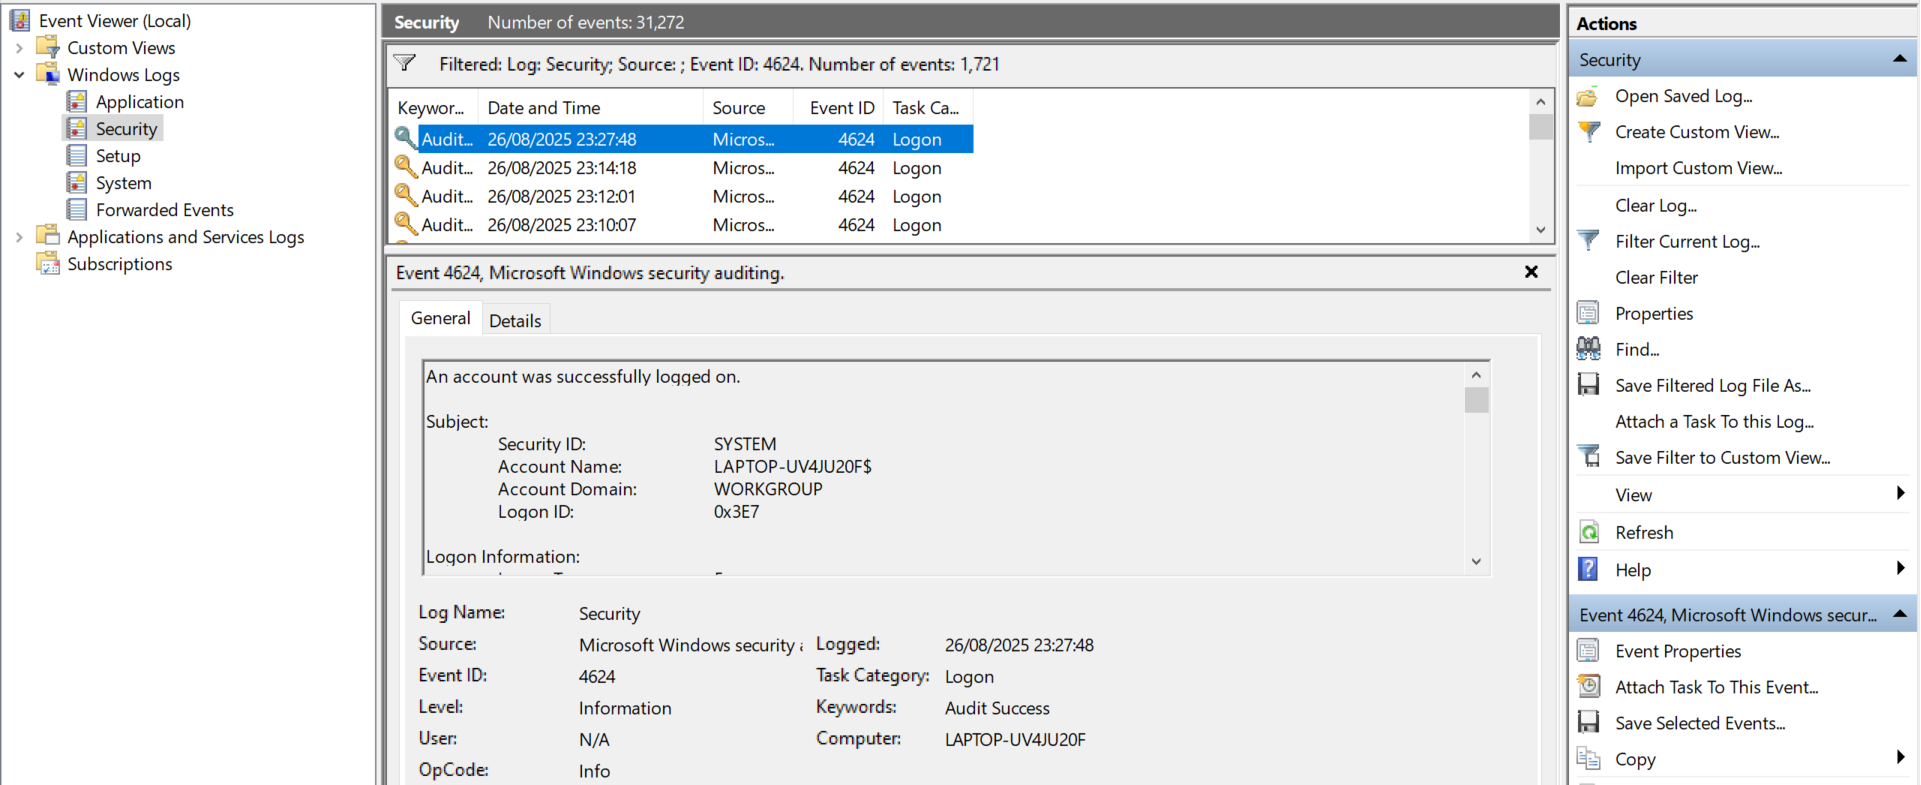 Event Viewer (Local)
Custom Views
Windows Logs
Application
Security
Setup
System
Forwarded Events
Applications and Services Logs
Subscriptions
Security Number of events: 31,272
Filtered: Log: Security; Source: ; Event ID: 4624. Number of events: 1,721
Keywor... Date and Time Source Event ID Task Ca...
Audit... 26/08/2025 23:27:48 Micros... 4624 Logon
Audit... 26/08/2025 23:14:18 Micros... 4624 Logon
Audit... 26/08/2025 23:12:01 Micros... 4624 Logon
Audit... 26/08/2025 23:10:07 Micros... 4624 Logon
Event 4624, Microsoft Windows security auditing.
General Details
An account was successfully logged on.
Subject:
Security ID: SYSTEM
Account Name: LAPTOP-UV4JU20F$
Account Domain: WORKGROUP
Logon ID: 0x3E7
Logon Information:
Log Name: Security
Source: Microsoft Windows security Logged: 26/08/2025 23:27:48
Event ID: 4624 Task Category: Logon
Level: Information Keywords: Audit Success
User: N/A Computer: LAPTOP-UV4JU20F
OpCode: Info
Actions
Security
Open Saved Log...
Create Custom View...
Import Custom View...
Clear Log...
Filter Current Log...
Clear Filter
Properties
Find...
Save Filtered Log File As...
Attach a Task To this Log...
Save Filter to Custom View...
View
Refresh
Help
Event 4624, Microsoft Windows secur...
Event Properties
Attach Task To This Event...
Save Selected Events...
Copy